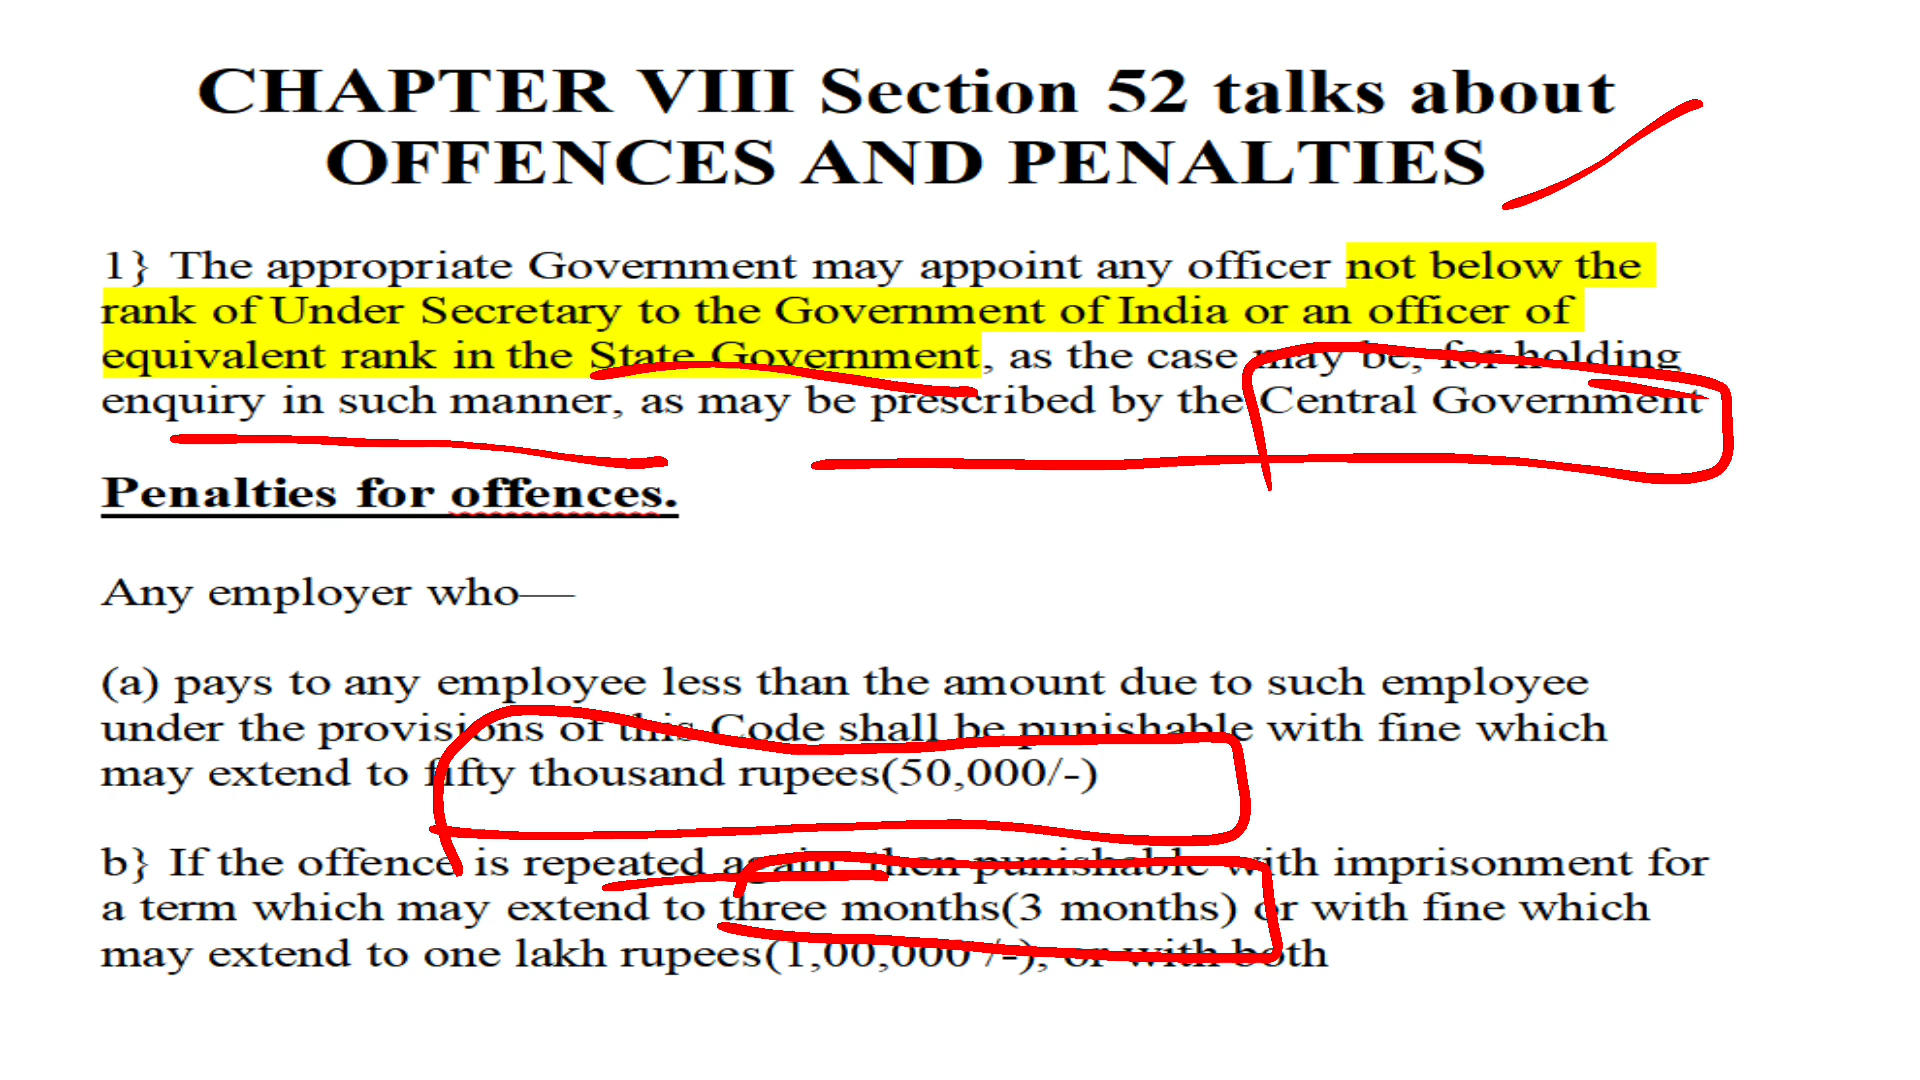 CHAPTER VIII Section 52 talks about
OFFENCES AND PENALTIES
1} The appropriate Government may appoint any officer not below the
rank of Under Secretary to the Government of India or an officer of
equivalent rank in the State Government, as the case may be, for holding
enquiry in such manner, as may be prescribed by the Central Government
Penalties for offences.
Any employer who—
(a) pays to any employee less than the amount due to such employee
under the provisions of this Code shall be punishable with fine which
may extend to fifty thousand rupees(50,000/-)
b} If the offence is repeated again, then punishable with imprisonment for
a term which may extend to three months(3 months) or with fine which
may extend to one lakh rupees(1,00,000 /-), or with both